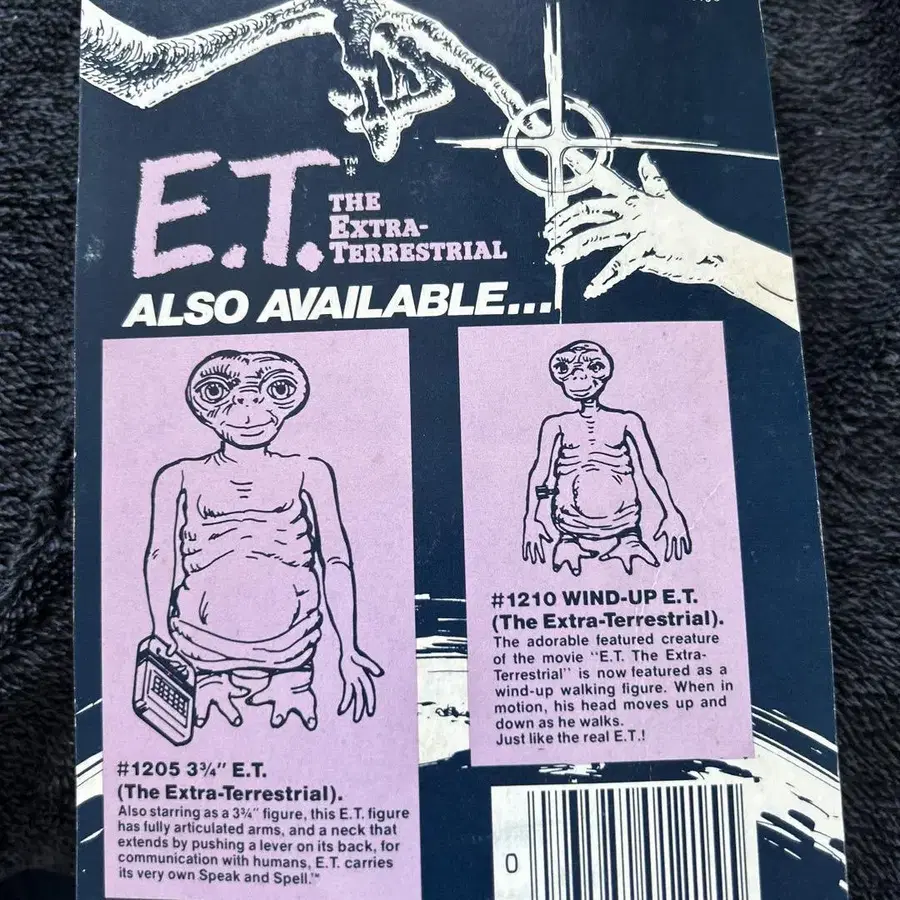 E.T.™*
THE
EXTRA-
TERRESTRIAL
ALSO AVAILABLE...
#1205 3¾" E.T.
(The Extra-Terrestrial).
Also starring as a 3¾" figure, this E.T. figure
has fully articulated arms, and a neck that
extends by pushing a lever on its back, for
communication with humans, E.T. carries
its very own Speak and Spell.™
#1210 WIND-UP E.T.
(The Extra-Terrestrial).
The adorable featured creature
of the movie "E.T. The Extra-
Terrestrial" is now featured as a
wind-up walking figure. When in
motion, his head moves up and
down as he walks.
Just like the real E.T.!
0